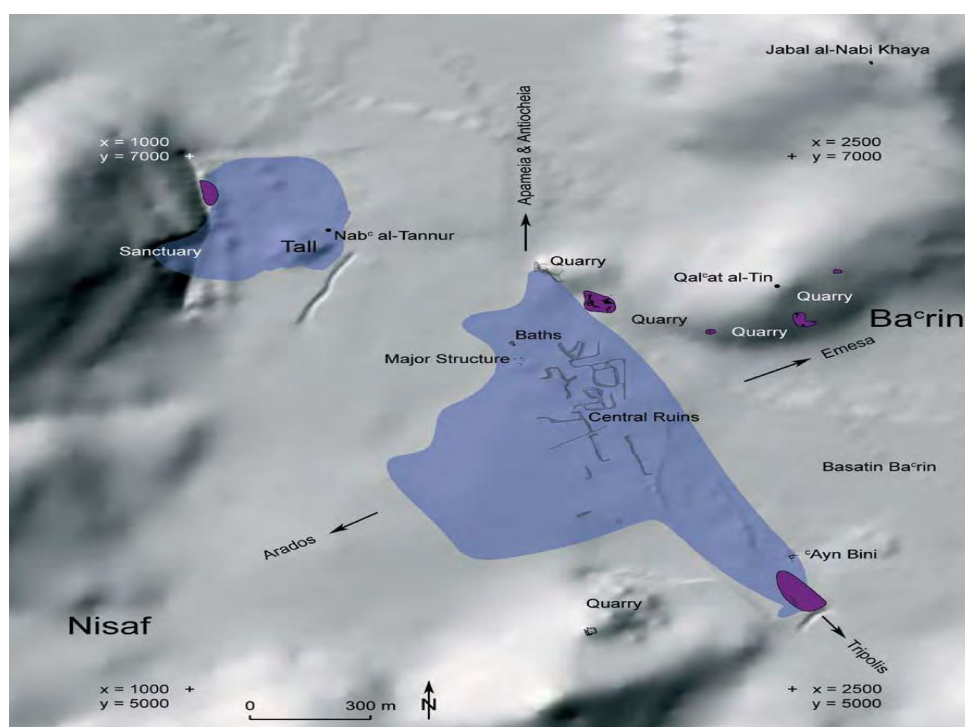 Jabal al-Nabi Khaya
x = 1000
y = 7000 +
x = 2500
+ y = 7000
Apameia & Antiocheia
Sanctuary
Tall
Nabᶜ al-Tannur
Quarry
Qalᶜat al-Tin
Quarry
Quarry
Quarry
Baᶜrin
Baths
Major Structure
Emesa
Central Ruins
Basatin Baᶜrin
Arados
ᶜAyn Bini
Quarry
Nisaf
Tripolis
x = 1000 +
y = 5000
0 300 m
N
+ x = 2500
y = 5000